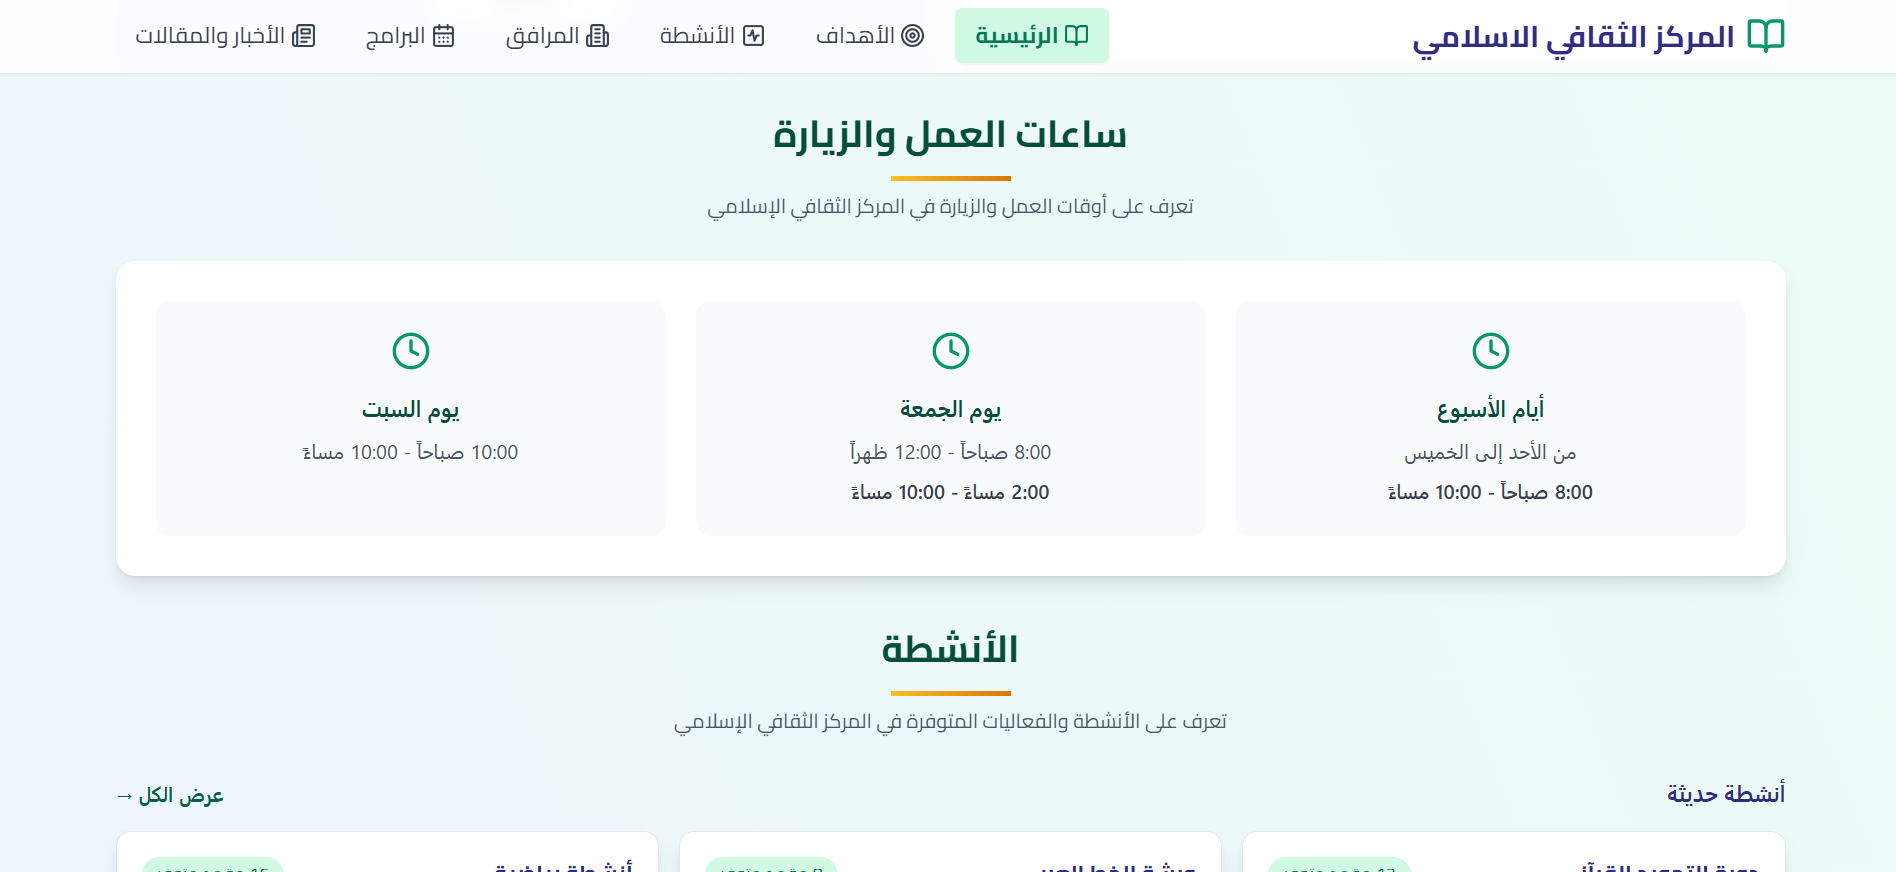 المركز الثقافي الاسلامي
الرئيسية
الأهداف
الأنشطة
المرافق
البرامج
الأخبار والمقالات
ساعات العمل والزيارة
تعرف على أوقات العمل والزيارة في المركز الثقافي الإسلامي
أيام الأسبوع
من الأحد إلى الخميس
8:00 صباحاً - 10:00 مساءً
يوم الجمعة
8:00 صباحاً - 12:00 ظهراً
2:00 مساءً - 10:00 مساءً
يوم السبت
10:00 صباحاً - 10:00 مساءً
الأنشطة
تعرف على الأنشطة والفعاليات المتوفرة في المركز الثقافي الإسلامي
أنشطة حديثة
عرض الكل →